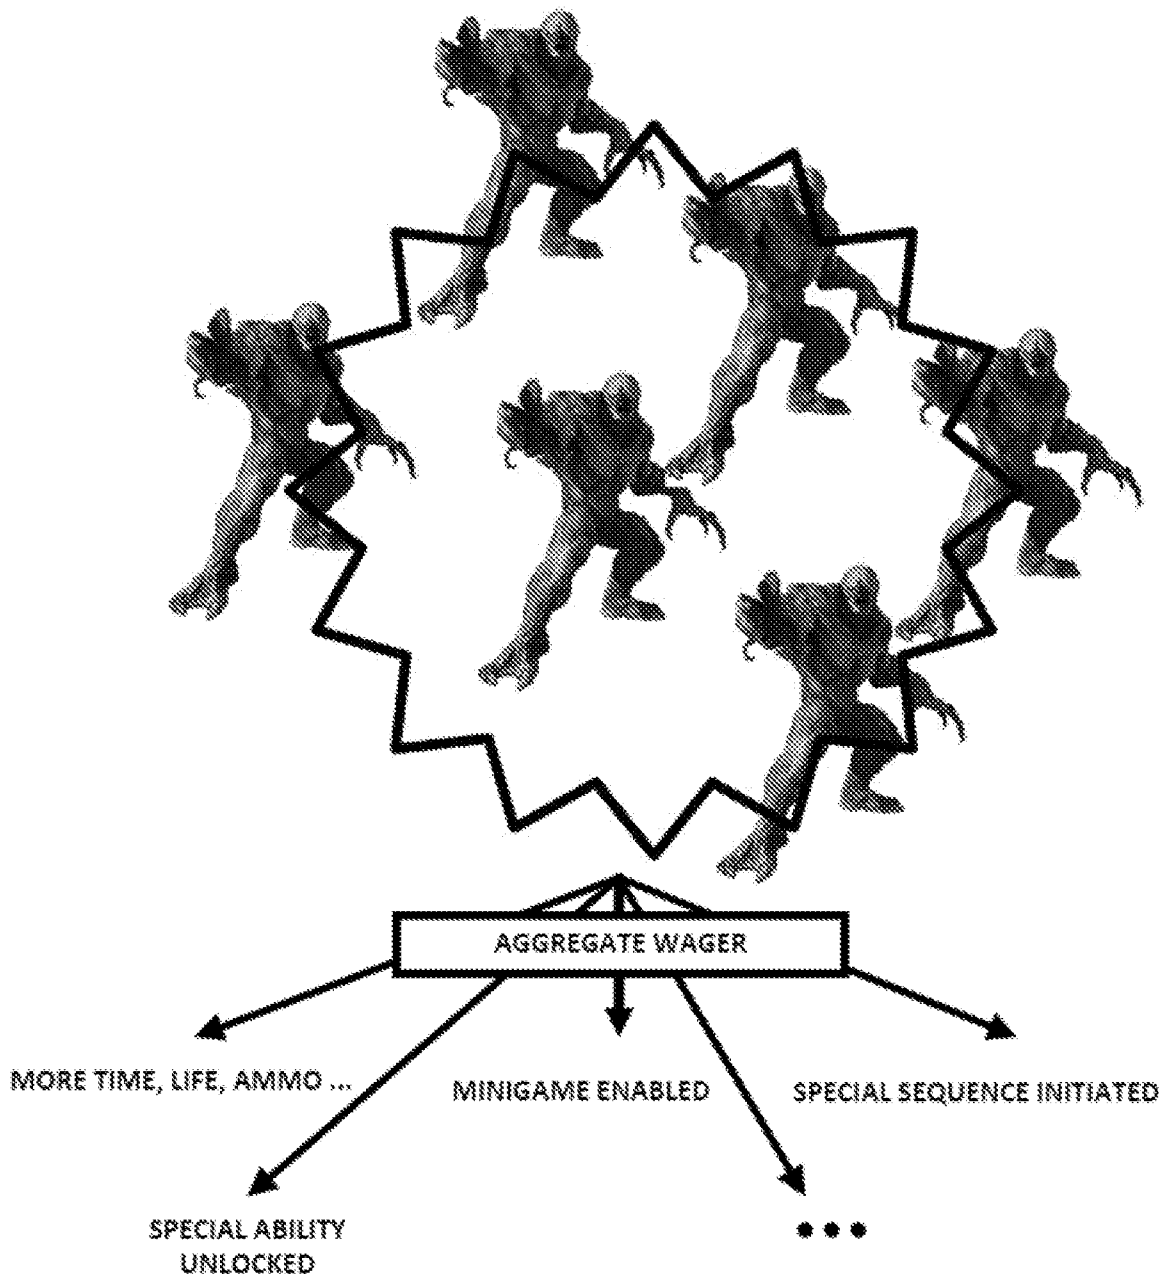 AGGREGATE WAGER
MORE TIME, LIFE, AMMO ...
MINIGAME ENABLED
SPECIAL SEQUENCE INITIATED
SPECIAL ABILITY
UNLOCKED
•••